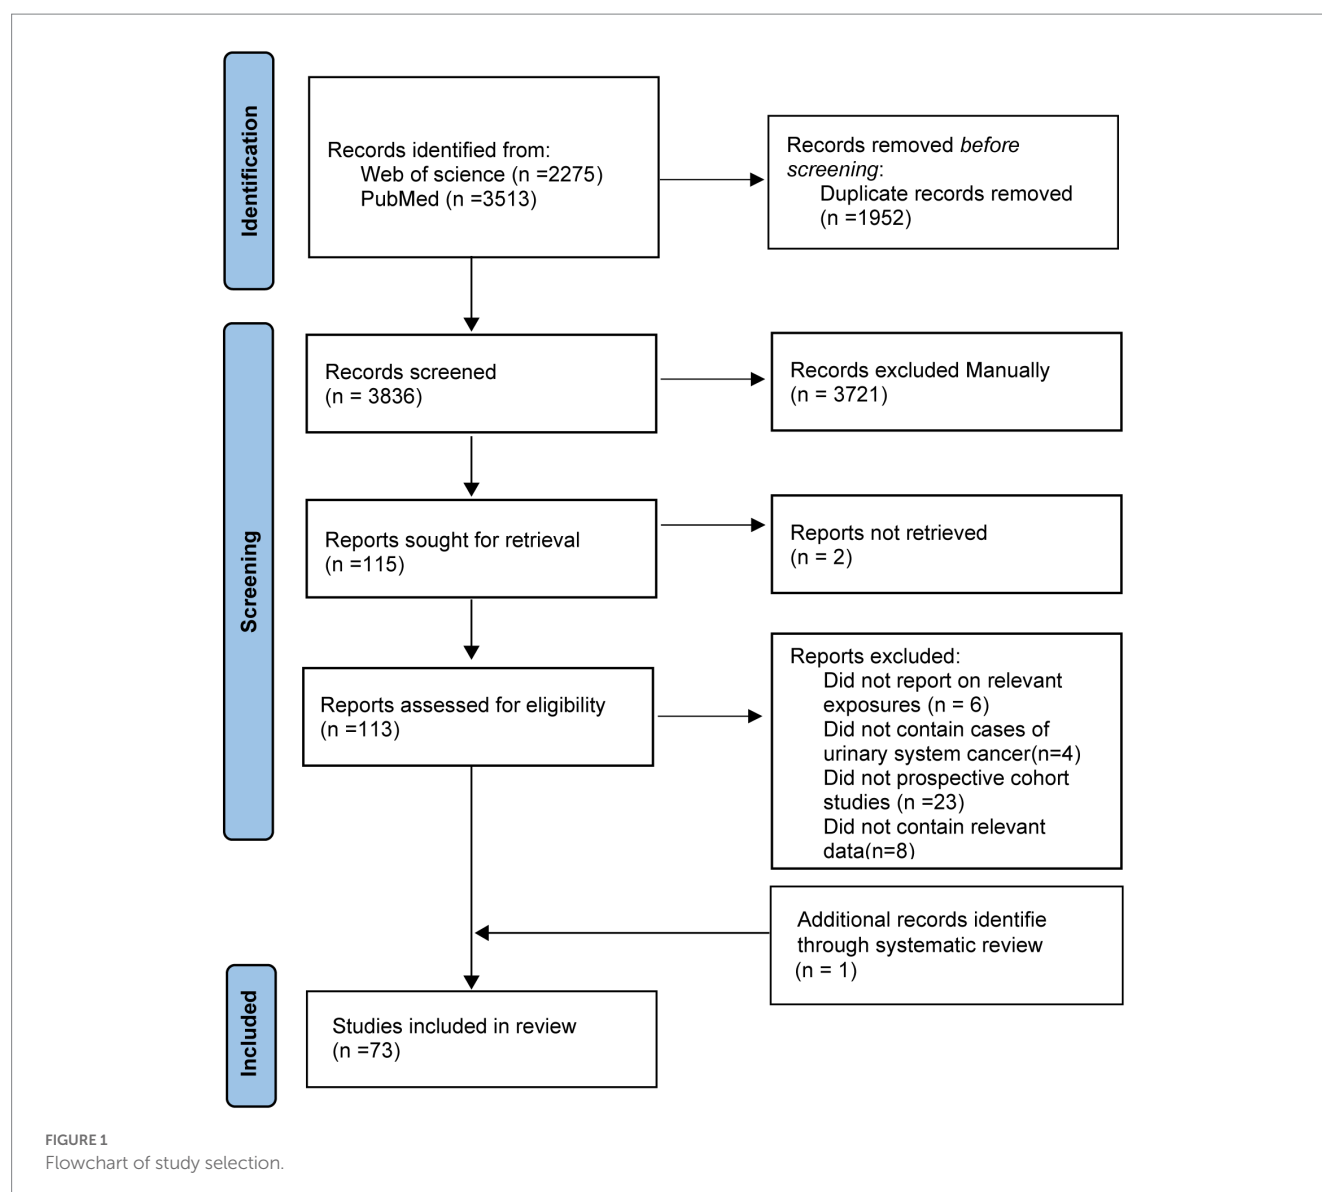 Identification
Records identified from:
Web of science (n =2275)
PubMed (n =3513)
Records removed before
screening:
Duplicate records removed
(n =1952)
Screening
Records screened
(n = 3836)
Records excluded Manually
(n = 3721)
Reports sought for retrieval
(n =115)
Reports not retrieved
(n = 2)
Reports assessed for eligibility
(n =113)
Reports excluded:
Did not report on relevant
exposures (n = 6)
Did not contain cases of
urinary system cancer(n=4)
Did not prospective cohort
studies (n =23)
Did not contain relevant
data(n=8)
Additional records identifie
through systematic review
(n = 1)
Included
Studies included in review
(n =73)
FIGURE 1
Flowchart of study selection.